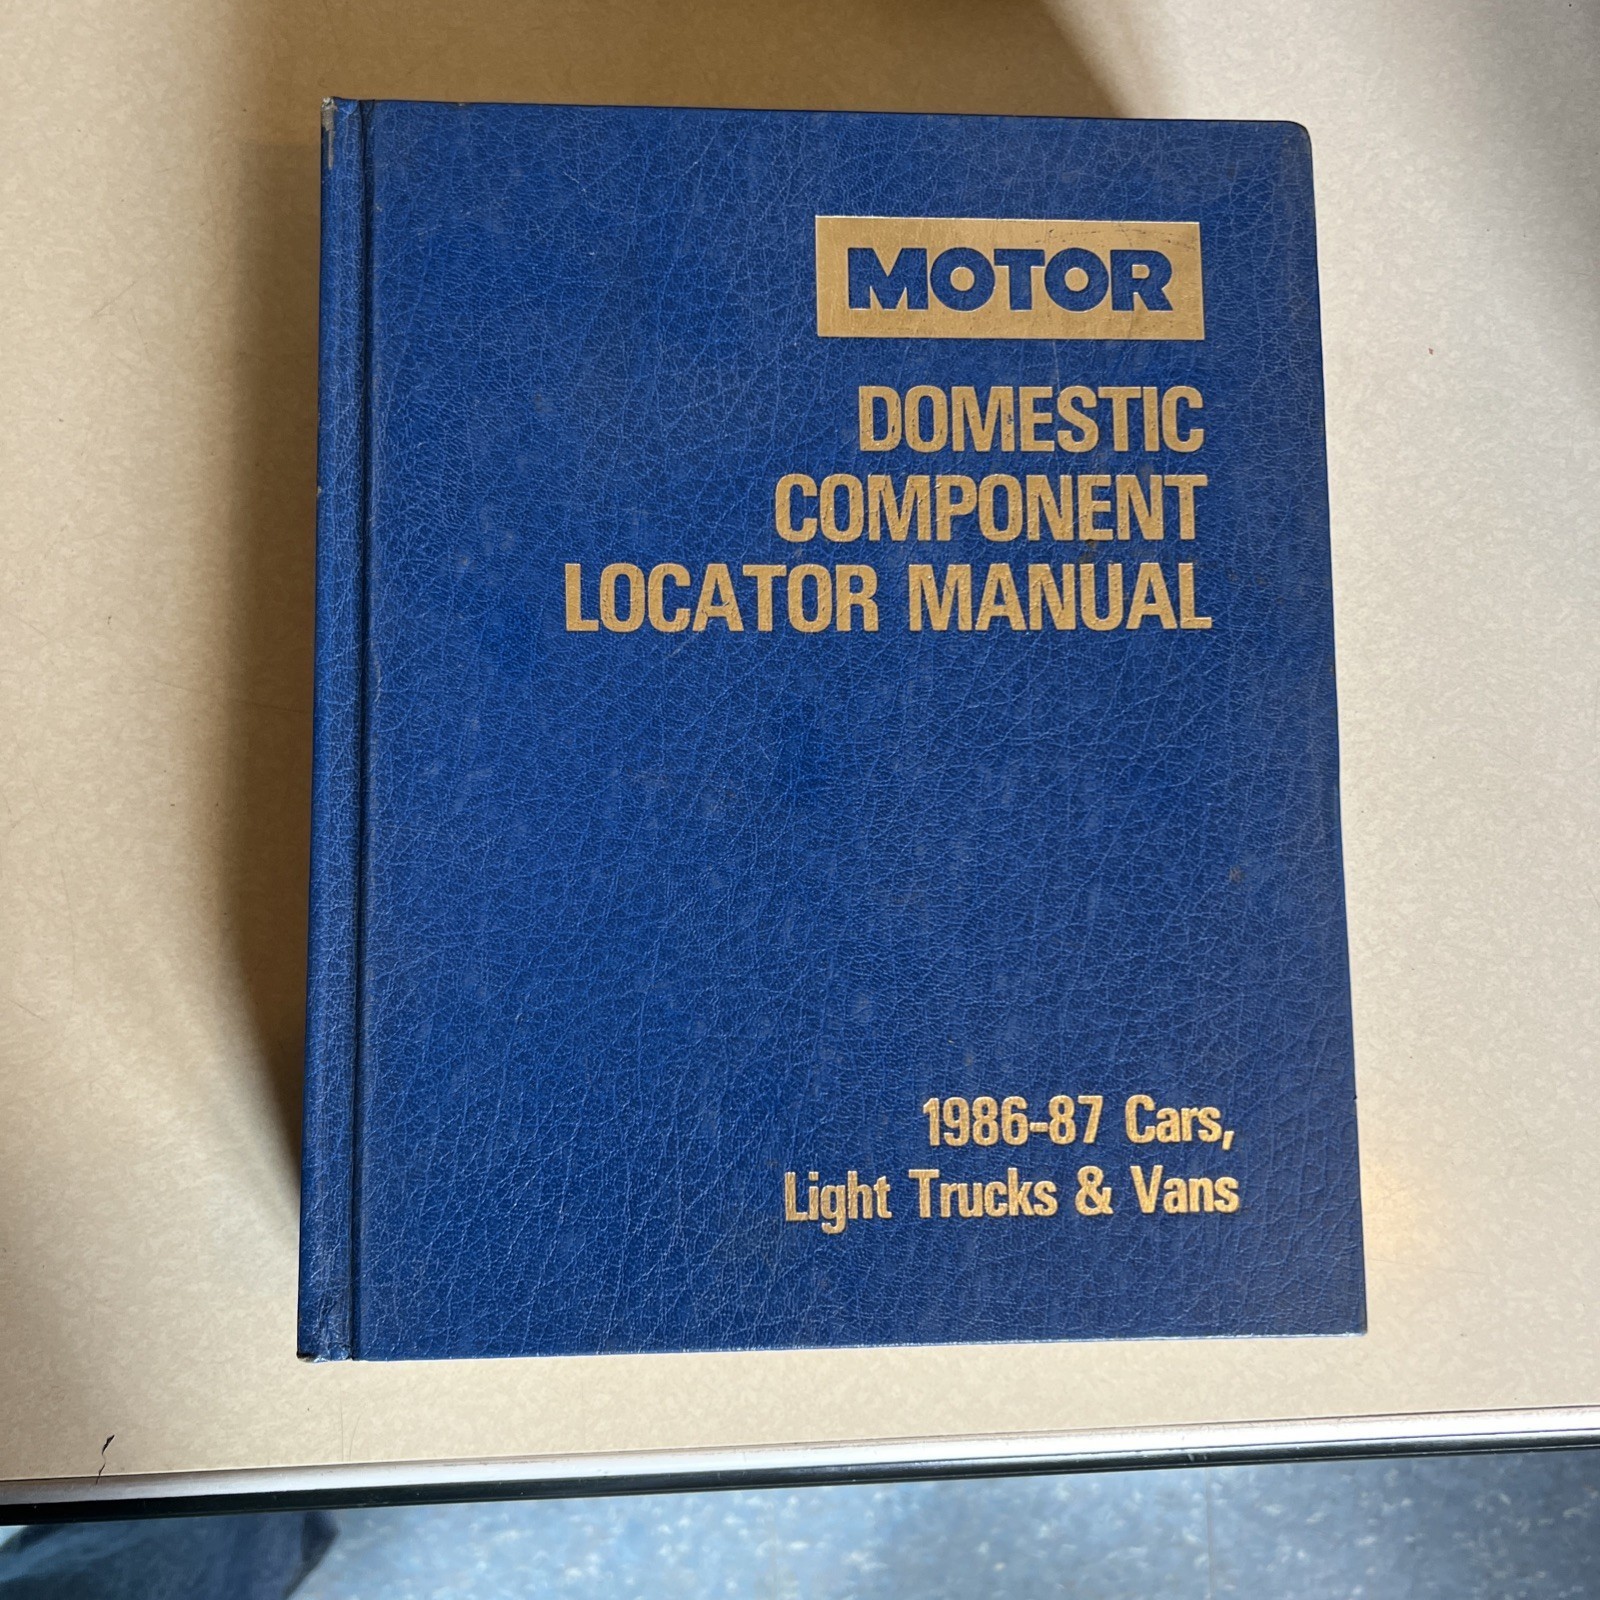 MOTOR
DOMESTIC
COMPONENT
LOCATOR MANUAL
1986-87 Cars,
Light Trucks & Vans